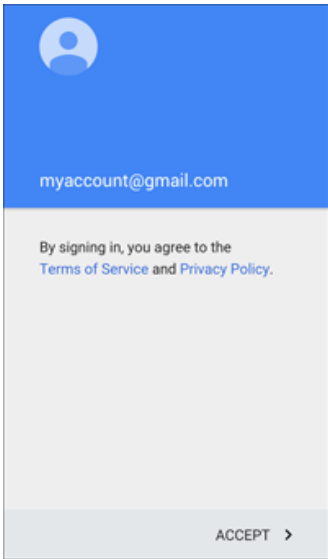 myaccount@gmail.com
By signing in, you agree to the
Terms of Service and Privacy Policy.
ACCEPT